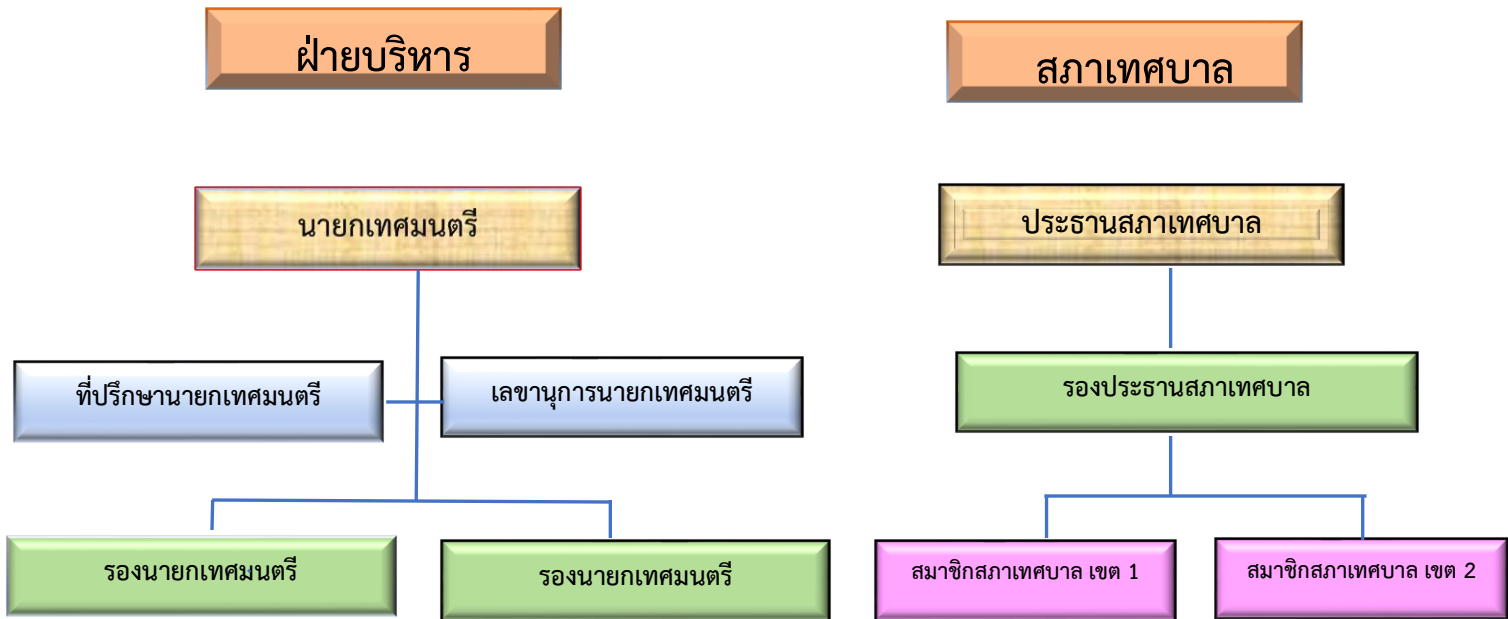 ฝ่ายบริหาร
สภาเทศบาล
นายกเทศมนตรี
ประธานสภาเทศบาล
ที่ปรึกษานายกเทศมนตรี
เลขานุการนายกเทศมนตรี
รองประธานสภาเทศบาล
รองนายกเทศมนตรี
รองนายกเทศมนตรี
สมาชิกสภาเทศบาล เขต 1
สมาชิกสภาเทศบาล เขต 2